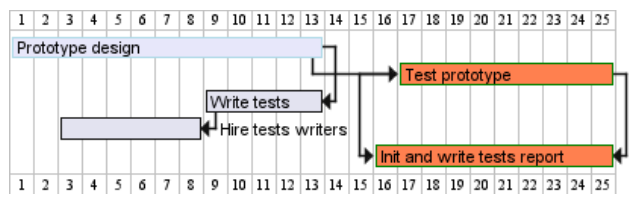 1 2 3 4 5 6 7 8 9 10 11 12 13 14 15 16 17 18 19 20 21 22 23 24 25
Prototype design
Test prototype
Write tests
Hire tests writers
Init and write tests report
1 2 3 4 5 6 7 8 9 10 11 12 13 14 15 16 17 18 19 20 21 22 23 24 25